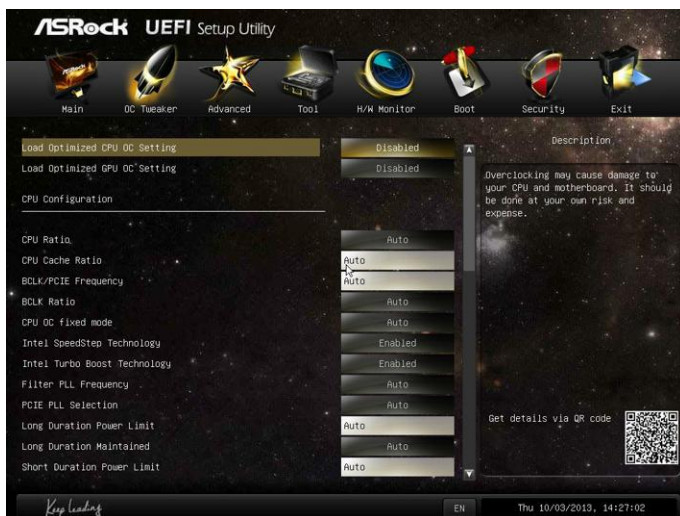 ASRock UEFI Setup Utility
ASRock
Main OC Tweaker Advanced Tool H/W Monitor Boot Security Exit
Load Optimized CPU OC Setting Disabled
Load Optimized GPU OC Setting Disabled
CPU Configuration
CPU Ratio Auto
CPU Cache Ratio Auto
BCLK/PCIE Frequency Auto
BCLK Ratio Auto
CPU OC fixed mode Auto
Intel SpeedStep Technology Enabled
Intel Turbo Boost Technology Enabled
Filter PLL Frequency Auto
PCIE PLL Selection Auto
Long Duration Power Limit Auto
Long Duration Maintained Auto
Short Duration Power Limit Auto
Description
Overclocking may cause damage to
your CPU and motherboard. It should
be done at your own risk and
expense.
Get details via QR code
Keep Leading
EN
Thu 10/03/2013, 14:27:02